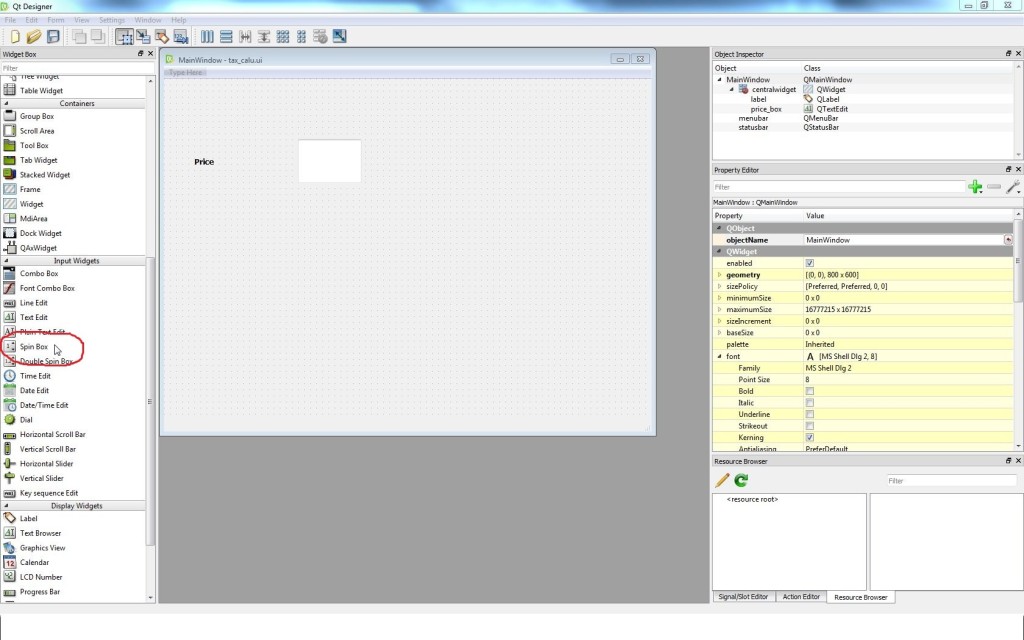 Qt Designer
File Edit Form View Settings Window Help
Widget Box
Filter
Tree Widget
Table Widget
Containers
Group Box
Scroll Area
Tool Box
Tab Widget
Stacked Widget
Frame
Widget
MdiArea
Dock Widget
QAxWidget
Input Widgets
Combo Box
Font Combo Box
Line Edit
Text Edit
Plain Text Edit
Spin Box
Double Spin Box
Time Edit
Date Edit
Date/Time Edit
Dial
Horizontal Scroll Bar
Vertical Scroll Bar
Horizontal Slider
Vertical Slider
Key sequence Edit
Display Widgets
Label
Text Browser
Graphics View
Calendar
LCD Number
Progress Bar
MainWindow - tax_calu.ui
Type Here
Price
Object Inspector
Object Class
MainWindow QMainWindow
centralwidget QWidget
label QLabel
price_box QTextEdit
menubar QMenuBar
statusbar QStatusBar
Property Editor
Filter
MainWindow : QMainWindow
Property Value
QObject
objectName MainWindow
QWidget
enabled
geometry [(0, 0), 800 x 600]
sizePolicy [Preferred, Preferred, 0, 0]
minimumSize 0 x 0
maximumSize 16777215 x 16777215
sizeIncrement 0 x 0
baseSize 0 x 0
palette Inherited
font A [MS Shell Dlg 2, 8]
Family MS Shell Dlg 2
Point Size 8
Bold
Italic
Underline
Strikeout
Kerning
Antialiasing PreferDefault
Resource Browser
Filter
<resource root>
Signal/Slot Editor Action Editor Resource Browser